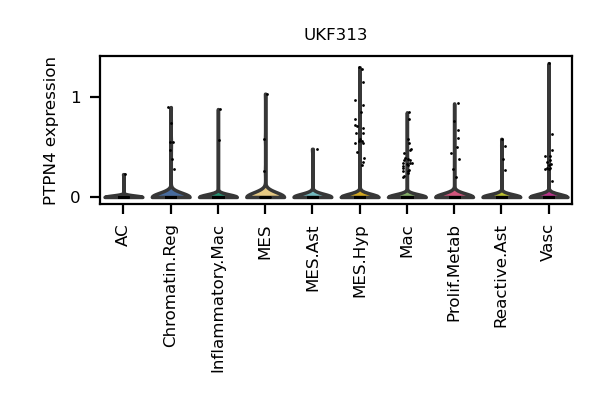 UKF313
PTPN4 expression
1
0
AC
Chromatin.Reg
Inflammatory.Mac
MES
MES.Ast
MES.Hyp
Mac
Prolif.Metab
Reactive.Ast
Vasc